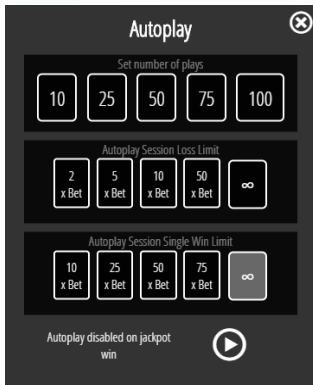 Autoplay
Set number of plays
10 25 50 75 100
Autoplay Session Loss Limit
2 5 10 50 ∞
x Bet x Bet x Bet x Bet
Autoplay Session Single Win Limit
10 25 50 75 ∞
x Bet x Bet x Bet x Bet
Autoplay disabled on jackpot
win